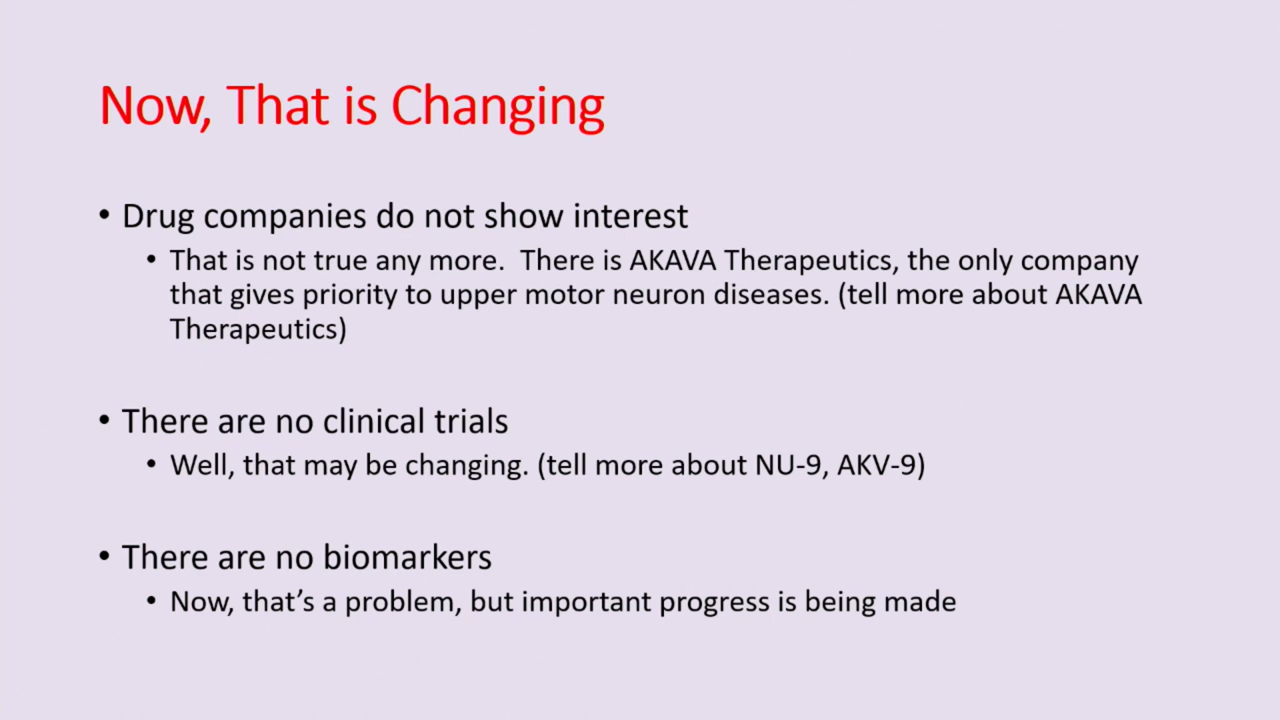 Now, That is Changing
• Drug companies do not show interest
• That is not true any more.  There is AKAVA Therapeutics, the only company
that gives priority to upper motor neuron diseases. (tell more about AKAVA
Therapeutics)
• There are no clinical trials
• Well, that may be changing. (tell more about NU-9, AKV-9)
• There are no biomarkers
• Now, that’s a problem, but important progress is being made